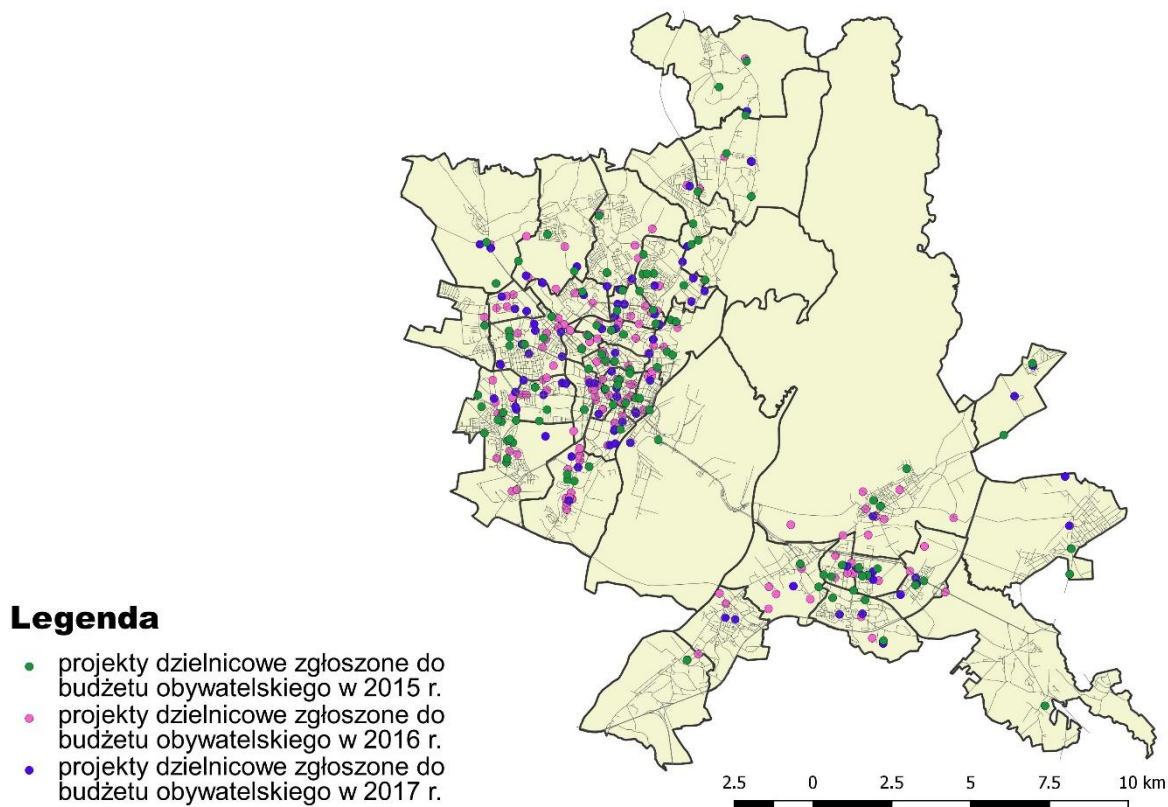 Legenda
projekty dzielnicowe zgłoszone do
budżetu obywatelskiego w 2015 r.
projekty dzielnicowe zgłoszone do
budżetu obywatelskiego w 2016 r.
projekty dzielnicowe zgłoszone do
budżetu obywatelskiego w 2017 r.
2.5 0 2.5 5 7.5 10 km